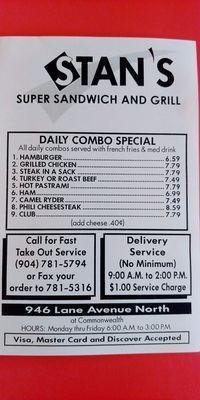 STAN'S
SUPER SANDWICH AND GRILL
DAILY COMBO SPECIAL
All daily combos served with french fries & med drink
1. HAMBURGER 6.59
2. GRILLED CHICKEN 7.79
3. STEAK IN A SACK 7.79
4. TURKEY OR ROAST BEEF 7.49
5. HOT PASTRAMI 7.79
6. HAM 6.99
7. CAMEL RYDER 7.49
8. PHILI CHEESESTEAK 8.59
9. CLUB 7.79
(add cheese .40¢)
Call for Fast
Take Out Service
(904) 781-5794
or Fax your
order to 781-5316
Delivery
Service
(No Minimum)
9:00 A.M. to 2:00 P.M.
$1.00 Service Charge
946 Lane Avenue North
at Commonwealth
HOURS: Monday thru Friday 6:00 A.M. to 3:00 P.M.
Visa, Master Card and Discover Accepted